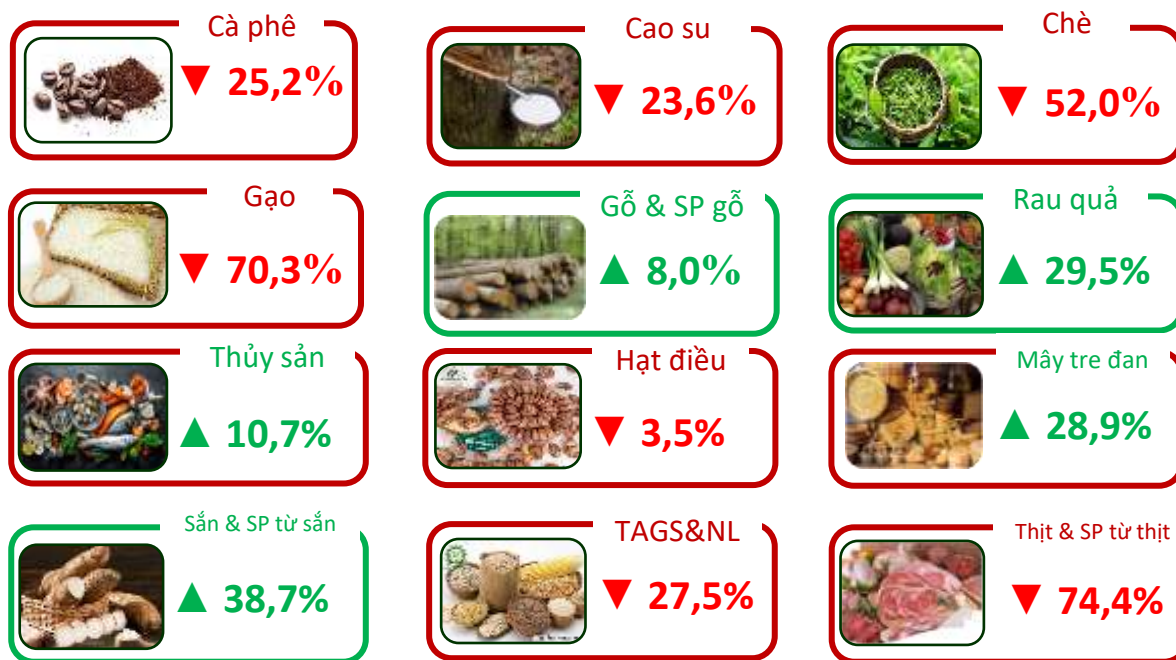 Cà phê
▼ 25,2%
Cao su
▼ 23,6%
Chè
▼ 52,0%
Gạo
▼ 70,3%
Gỗ & SP gỗ
▲ 8,0%
Rau quả
▲ 29,5%
Thủy sản
▲ 10,7%
Hạt điều
▼ 3,5%
Mây tre đan
▲ 28,9%
Sắn & SP từ sắn
▲ 38,7%
TAGS&NL
▼ 27,5%
Thịt & SP từ thịt
▼ 74,4%